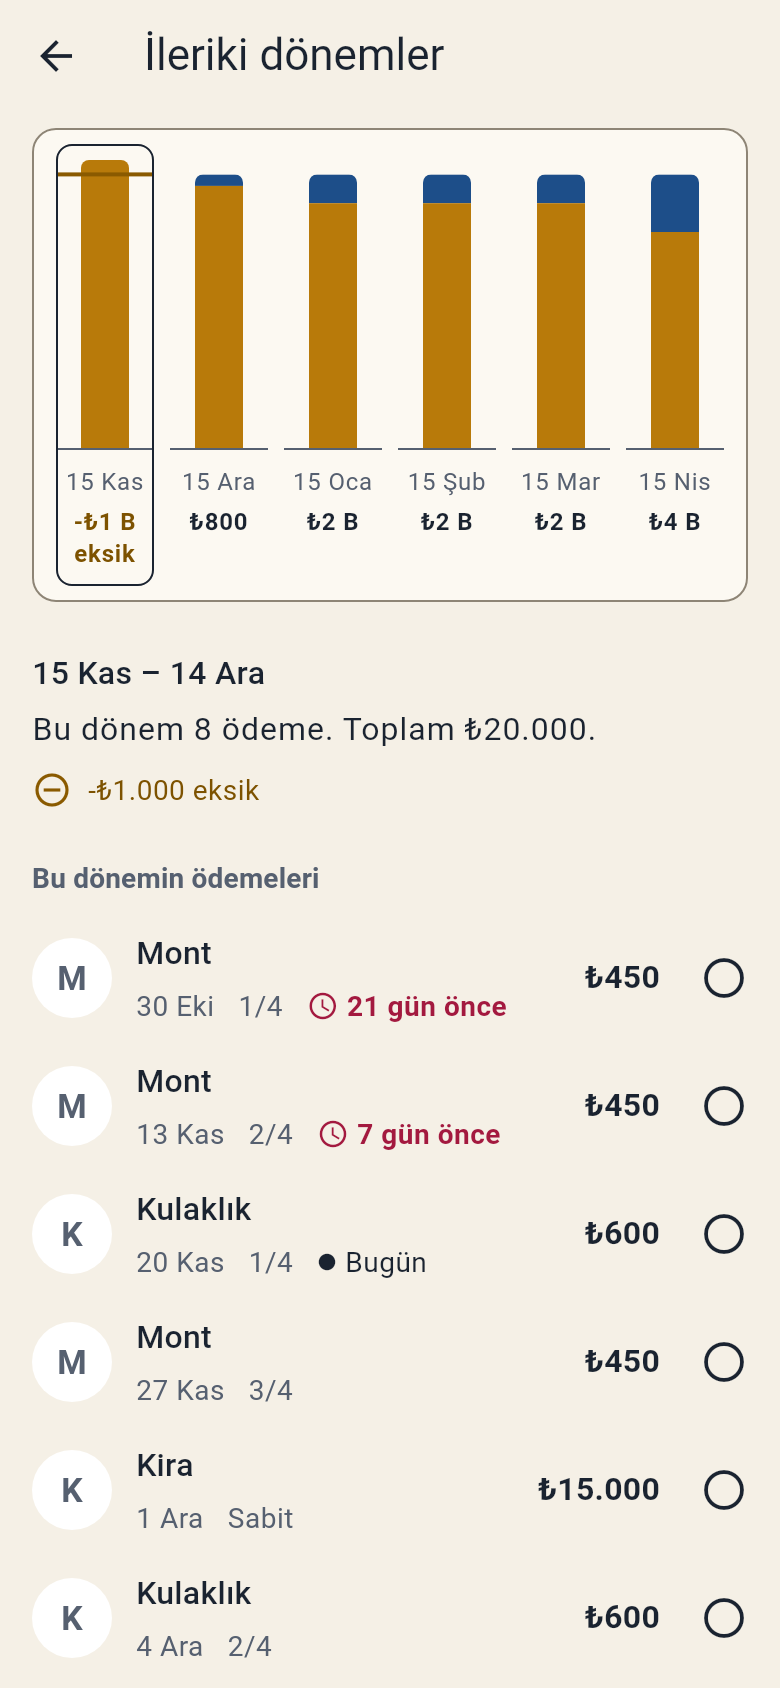 İleriki dönemler
15 Kas
-₺1 B
eksik
15 Ara
₺800
15 Oca
₺2 B
15 Şub
₺2 B
15 Mar
₺2 B
15 Nis
₺4 B
15 Kas – 14 Ara
Bu dönem 8 ödeme. Toplam ₺20.000.
-₺1.000 eksik
Bu dönemin ödemeleri
M
Mont
30 Eki 1/4 21 gün önce
₺450
M
Mont
13 Kas 2/4 7 gün önce
₺450
K
Kulaklık
20 Kas 1/4 Bugün
₺600
M
Mont
27 Kas 3/4
₺450
K
Kira
1 Ara Sabit
₺15.000
K
Kulaklık
4 Ara 2/4
₺600